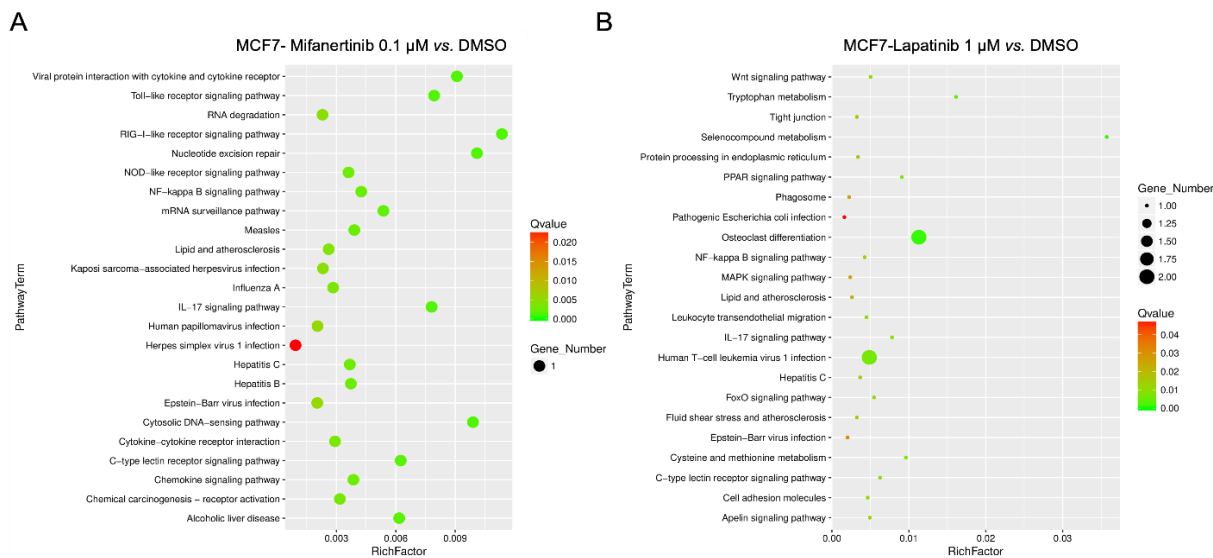 A
MCF7- Mifanertinib 0.1 µM vs. DMSO
PathwayTerm
Viral protein interaction with cytokine and cytokine receptor
Toll−like receptor signaling pathway
RNA degradation
RIG−I−like receptor signaling pathway
Nucleotide excision repair
NOD−like receptor signaling pathway
NF−kappa B signaling pathway
mRNA surveillance pathway
Measles
Lipid and atherosclerosis
Kaposi sarcoma−associated herpesvirus infection
Influenza A
IL−17 signaling pathway
Human papillomavirus infection
Herpes simplex virus 1 infection
Hepatitis C
Hepatitis B
Epstein−Barr virus infection
Cytosolic DNA−sensing pathway
Cytokine−cytokine receptor interaction
C−type lectin receptor signaling pathway
Chemokine signaling pathway
Chemical carcinogenesis − receptor activation
Alcoholic liver disease
0.003 0.006 0.009
RichFactor
Qvalue
0.020
0.015
0.010
0.005
0.000
Gene_Number
1
B
MCF7-Lapatinib 1 µM vs. DMSO
PathwayTerm
Wnt signaling pathway
Tryptophan metabolism
Tight junction
Selenocompound metabolism
Protein processing in endoplasmic reticulum
PPAR signaling pathway
Phagosome
Pathogenic Escherichia coli infection
Osteoclast differentiation
NF−kappa B signaling pathway
MAPK signaling pathway
Lipid and atherosclerosis
Leukocyte transendothelial migration
IL−17 signaling pathway
Human T−cell leukemia virus 1 infection
Hepatitis C
FoxO signaling pathway
Fluid shear stress and atherosclerosis
Epstein−Barr virus infection
Cysteine and methionine metabolism
C−type lectin receptor signaling pathway
Cell adhesion molecules
Apelin signaling pathway
0.00 0.01 0.02 0.03
RichFactor
Gene_Number
1.00
1.25
1.50
1.75
2.00
Qvalue
0.04
0.03
0.02
0.01
0.00